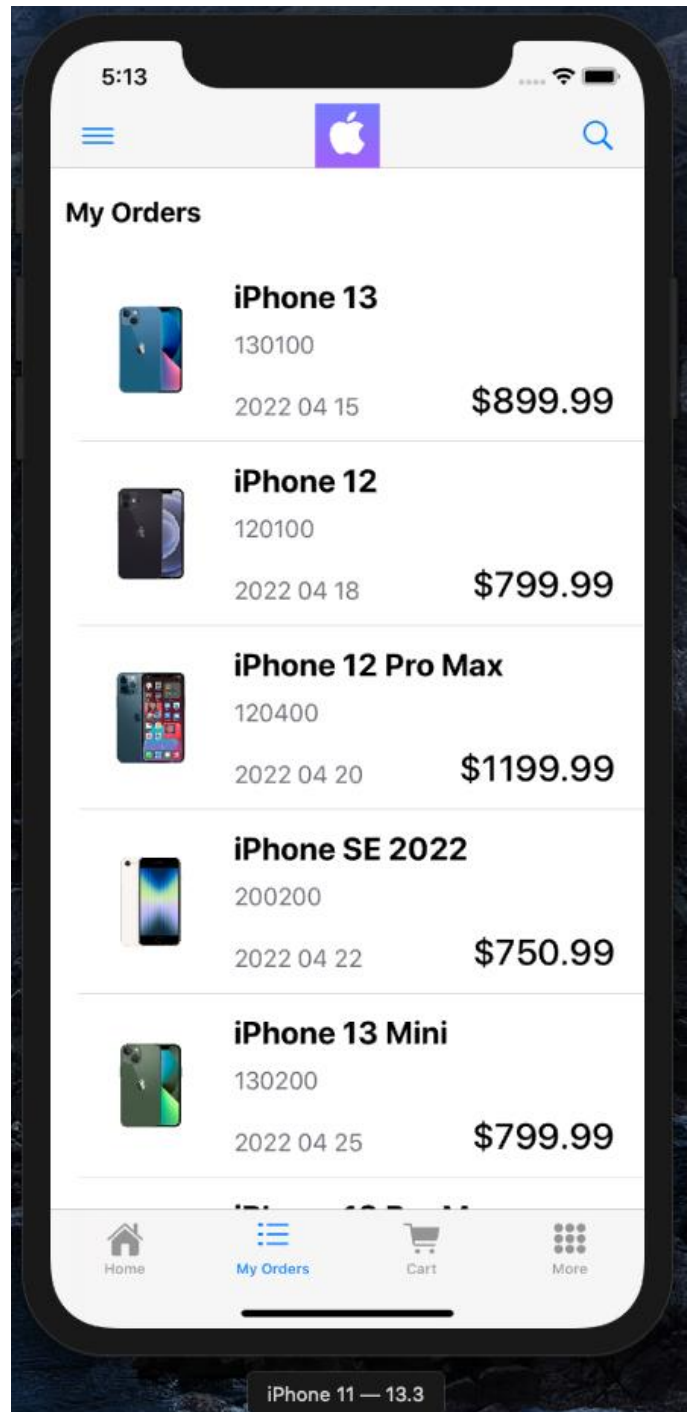 5:13
My Orders
iPhone 13
130100
2022 04 15 $899.99
iPhone 12
120100
2022 04 18 $799.99
iPhone 12 Pro Max
120400
2022 04 20 $1199.99
iPhone SE 2022
200200
2022 04 22 $750.99
iPhone 13 Mini
130200
2022 04 25 $799.99
Home My Orders Cart More
iPhone 11 — 13.3